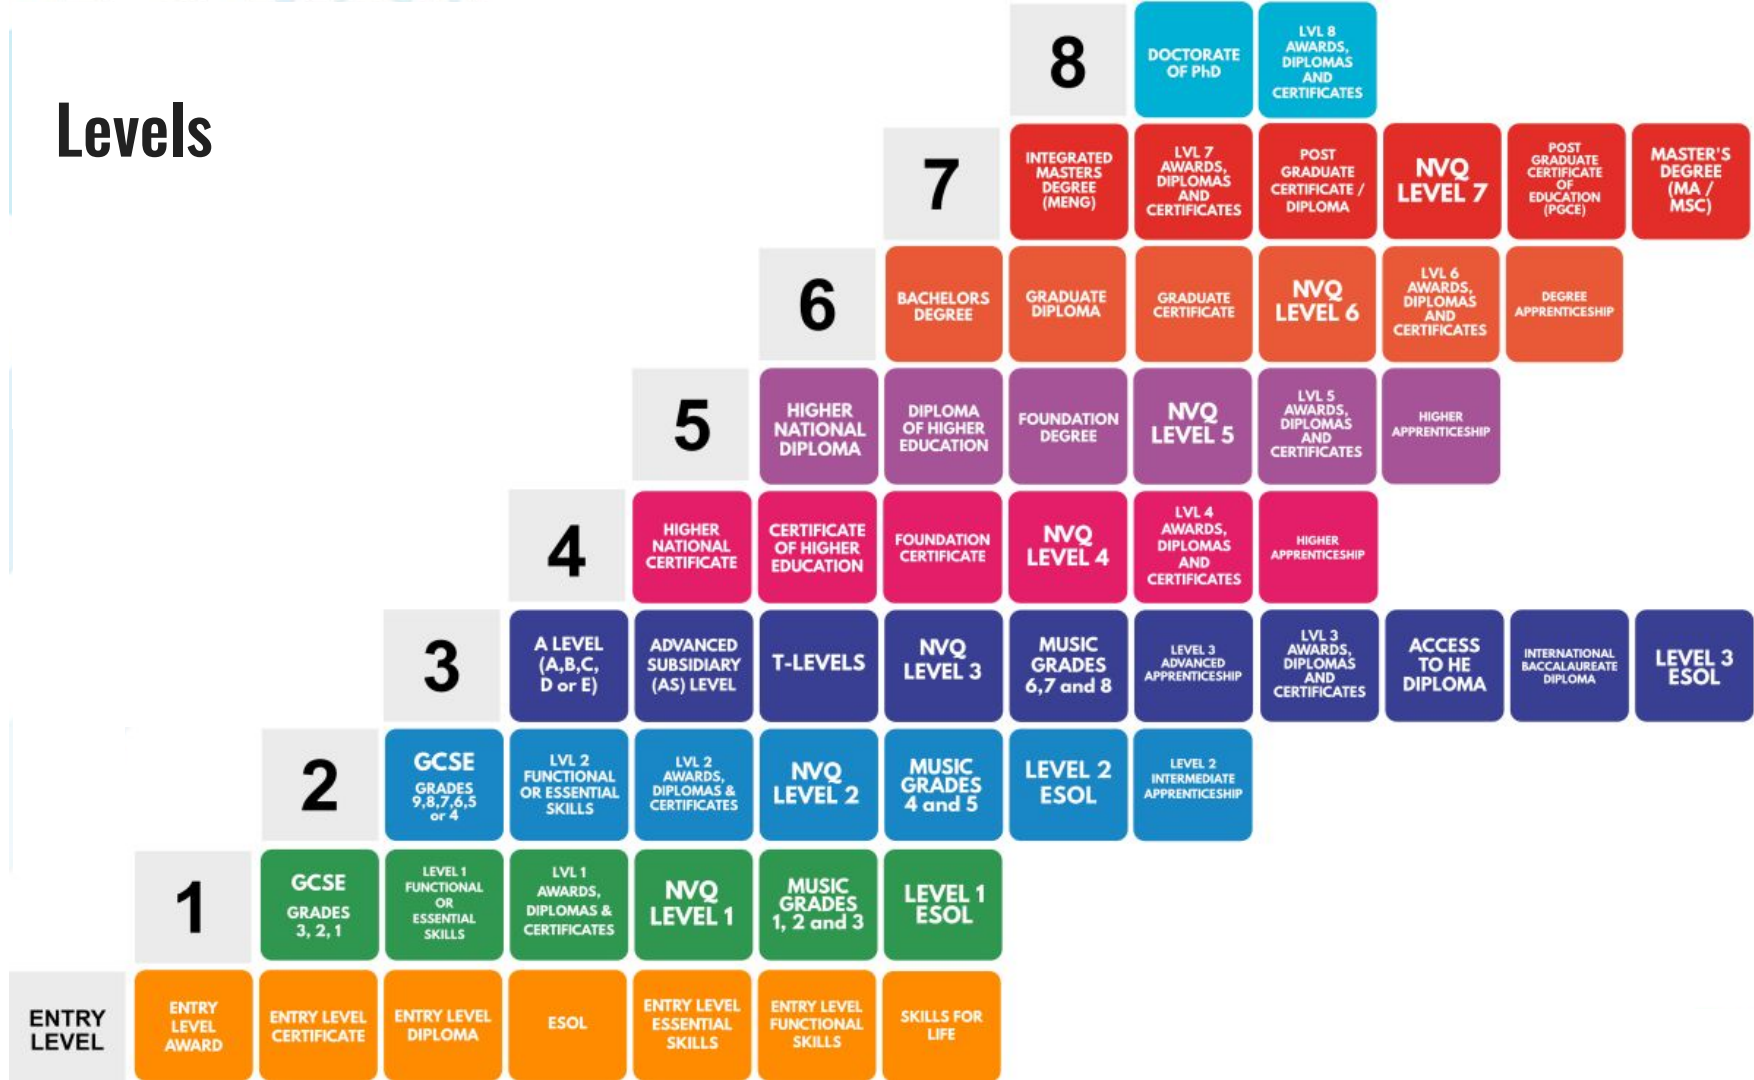 Levels
8
DOCTORATE
OF PhD
LVL 8
AWARDS,
DIPLOMAS
AND
CERTIFICATES
7
INTEGRATED
MASTERS
DEGREE
(MENG)
LVL 7
AWARDS,
DIPLOMAS
AND
CERTIFICATES
POST
GRADUATE
CERTIFICATE /
DIPLOMA
NVQ
LEVEL 7
POST
GRADUATE
CERTIFICATE
OF
EDUCATION
(PGCE)
MASTER'S
DEGREE
(MA /
MSC)
6
BACHELORS
DEGREE
GRADUATE
DIPLOMA
GRADUATE
CERTIFICATE
NVQ
LEVEL 6
LVL 6
AWARDS,
DIPLOMAS
AND
CERTIFICATES
DEGREE
APPRENTICESHIP
5
HIGHER
NATIONAL
DIPLOMA
DIPLOMA
OF HIGHER
EDUCATION
FOUNDATION
DEGREE
NVQ
LEVEL 5
LVL 5
AWARDS,
DIPLOMAS
AND
CERTIFICATES
HIGHER
APPRENTICESHIP
4
HIGHER
NATIONAL
CERTIFICATE
CERTIFICATE
OF HIGHER
EDUCATION
FOUNDATION
CERTIFICATE
NVQ
LEVEL 4
LVL 4
AWARDS,
DIPLOMAS
AND
CERTIFICATES
HIGHER
APPRENTICESHIP
3
A LEVEL
(A,B,C,
D or E)
ADVANCED
SUBSIDIARY
(AS) LEVEL
T-LEVELS
NVQ
LEVEL 3
MUSIC
GRADES
6,7 and 8
LEVEL 3
ADVANCED
APPRENTICESHIP
LVL 3
AWARDS,
DIPLOMAS
AND
CERTIFICATES
ACCESS
TO HE
DIPLOMA
INTERNATIONAL
BACCALAUREATE
DIPLOMA
LEVEL 3
ESOL
2
GCSE
GRADES
9,8,7,6,5
or 4
LVL 2
FUNCTIONAL
OR ESSENTIAL
SKILLS
LVL 2
AWARDS,
DIPLOMAS &
CERTIFICATES
NVQ
LEVEL 2
MUSIC
GRADES
4 and 5
LEVEL 2
ESOL
LEVEL 2
INTERMEDIATE
APPRENTICESHIP
1
GCSE
GRADES
3, 2, 1
LEVEL 1
FUNCTIONAL
OR
ESSENTIAL
SKILLS
LVL 1
AWARDS,
DIPLOMAS &
CERTIFICATES
NVQ
LEVEL 1
MUSIC
GRADES
1, 2 and 3
LEVEL 1
ESOL
ENTRY
LEVEL
ENTRY
LEVEL
AWARD
ENTRY LEVEL
CERTIFICATE
ENTRY LEVEL
DIPLOMA
ESOL
ENTRY LEVEL
ESSENTIAL
SKILLS
ENTRY LEVEL
FUNCTIONAL
SKILLS
SKILLS FOR
LIFE